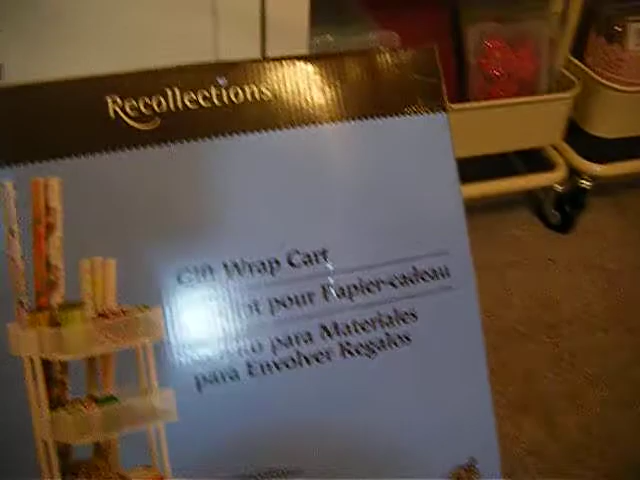 Recollections
Gift Wrap Cart
pour Papier-cadeau
para Materiales
para Envolver Regalos